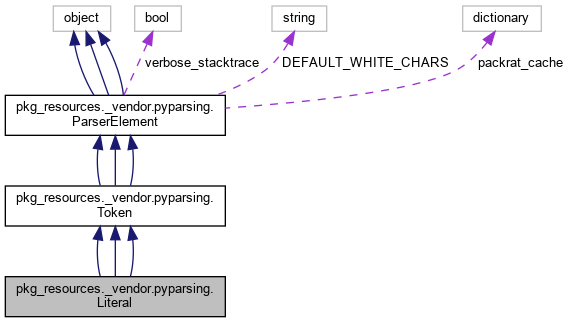 object
bool
string
dictionary
verbose_stacktrace
DEFAULT_WHITE_CHARS
packrat_cache
pkg_resources._vendor.pyparsing.
ParserElement
pkg_resources._vendor.pyparsing.
Token
pkg_resources._vendor.pyparsing.
Literal